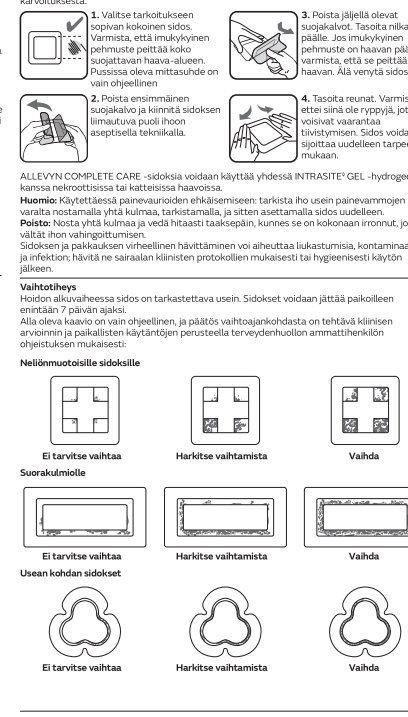 karvoituksesta.
1. Valitse tarkoitukseen
sopivan kokoinen sidos.
Varmista, että imukykyinen
pehmuste peittää koko
suojattavan haava-alueen.
Pussissa oleva mittasuhde on
vain ohjeellinen
3. Poista jäljellä olevat
suojakalvot. Tasoita nilka
päälle. Jos imukykyinen
pehmuste on haavan pää
varmista, että se peittää
haavan. Älä venytä sidos
2. Poista ensimmäinen
suojakalvo ja kiinnitä sidoksen
liimautuva puoli ihoon
aseptisella tekniikalla.
4. Tasoita reunat. Varmis
ettei siinä ole ryppyjä, jot
voisivat vaarantaa
tiivistymisen. Sidos voida
sijoittaa uudelleen tarpee
mukaan.
ALLEVYN COMPLETE CARE -sidoksia voidaan käyttää yhdessä INTRASITE° GEL -hydrogee
kanssa nekroottisissa tai katteisissa haavoissa.
Huomio: Käytettäessä painevaurioiden ehkäisemiseen: tarkista iho usein painevammojen
varalta nostamalla yhtä kulmaa, tarkistamalla, ja sitten asettamalla sidos uudelleen.
Poisto: Nosta yhtä kulmaa ja vedä hitaasti taaksepäin, kunnes se on kokonaan irronnut, jo
vältät ihon vahingoittumisen.
Sidoksen ja pakkauksen virheellinen hävittäminen voi aiheuttaa liukastumisia, kontaminaa
ja infektion; hävitä ne sairaalan kliinisten protokollien mukaisesti tai hygieenisesti käytön
jälkeen.
Vaihtotiheys
Hoidon alkuvaiheessa sidos on tarkastettava usein. Sidokset voidaan jättää paikoilleen
enintään 7 päivän ajaksi.
Alla oleva kaavio on vain ohjeellinen, ja päätös vaihtoajankohdasta on tehtävä kliinisen
arvioinnin ja paikallisten käytäntöjen perusteella terveydenhuollon ammattihenkilön
ohjeistuksen mukaisesti:
Neliönmuotoisille sidoksille
Ei tarvitse vaihtaa
Harkitse vaihtamista
Vaihda
Suorakulmiolle
Ei tarvitse vaihtaa
Harkitse vaihtamista
Vaihda
Usean kohdan sidokset
Ei tarvitse vaihtaa
Harkitse vaihtamista
Vaihda